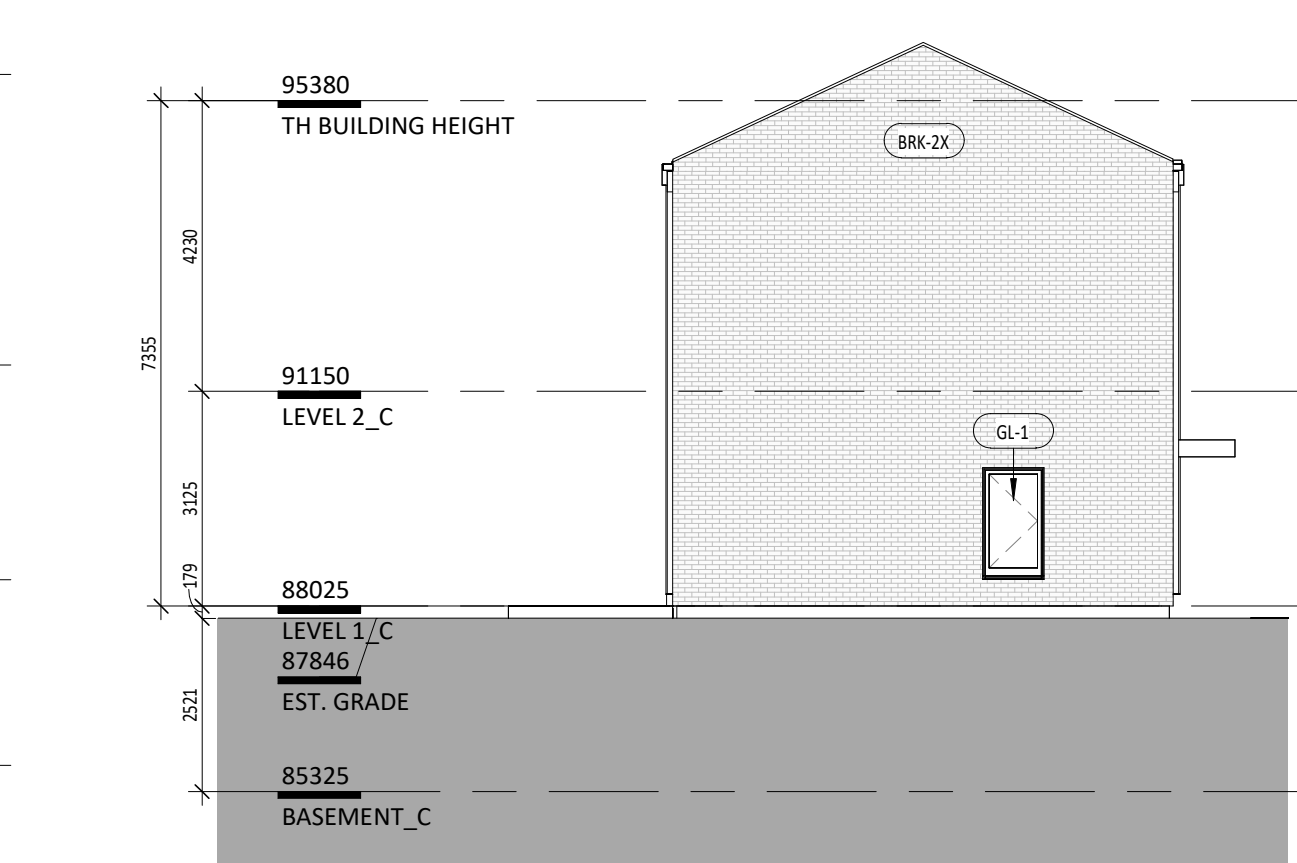 95380
TH BUILDING HEIGHT
BRK-2X
4230
7355
91150
LEVEL 2_C
GL-1
3125
179
88025
LEVEL 1_C
87846
EST. GRADE
2521
85325
BASEMENT_C